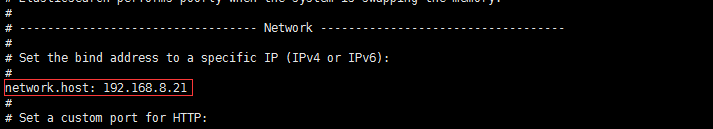 # Elasticsearch performs poorly when the system is swapping the memory.
#
# ---------------------------------- Network -----------------------------------
#
# Set the bind address to a specific IP (IPv4 or IPv6):
#
network.host: 192.168.8.21
#
# Set a custom port for HTTP: